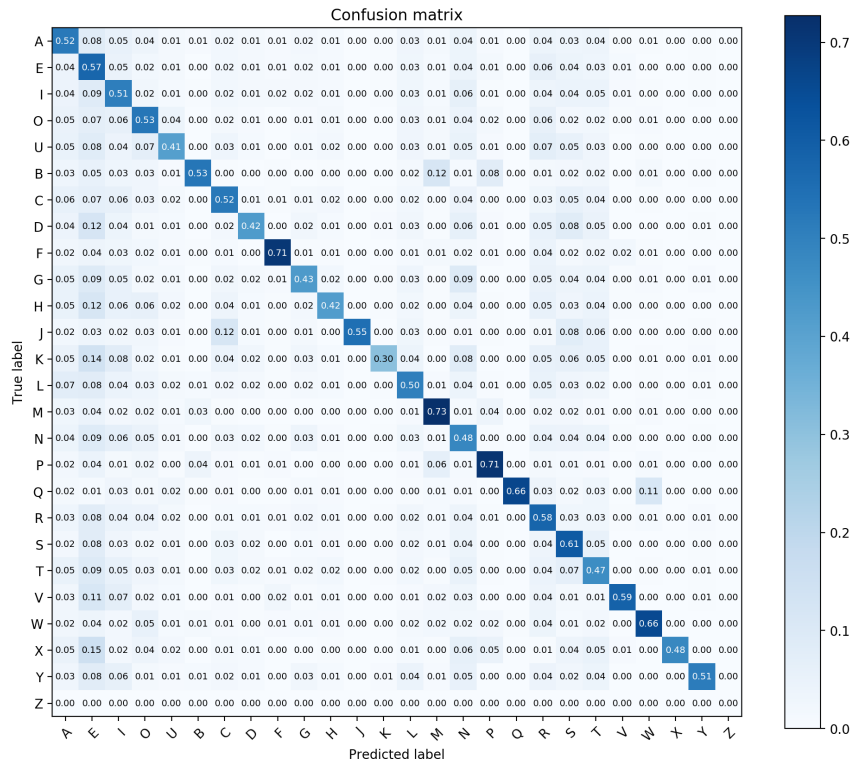 Confusion matrix
A 0.52 0.08 0.05 0.04 0.01 0.01 0.02 0.01 0.01 0.02 0.01 0.00 0.00 0.03 0.01 0.04 0.01 0.00 0.04 0.03 0.04 0.00 0.01 0.00 0.00 0.00
E 0.04 0.57 0.05 0.02 0.01 0.00 0.02 0.01 0.01 0.01 0.01 0.00 0.00 0.03 0.01 0.04 0.01 0.00 0.06 0.04 0.03 0.01 0.00 0.00 0.00 0.00
I 0.04 0.09 0.51 0.02 0.01 0.00 0.02 0.01 0.02 0.02 0.01 0.00 0.00 0.03 0.00 0.06 0.00 0.00 0.04 0.04 0.05 0.01 0.00 0.00 0.00 0.00
O 0.05 0.07 0.06 0.53 0.04 0.00 0.02 0.00 0.01 0.01 0.01 0.00 0.00 0.03 0.01 0.04 0.00 0.00 0.06 0.02 0.02 0.00 0.01 0.00 0.00 0.00
U 0.05 0.08 0.04 0.07 0.41 0.00 0.03 0.01 0.00 0.02 0.01 0.00 0.00 0.03 0.01 0.05 0.01 0.00 0.07 0.05 0.03 0.00 0.00 0.00 0.00 0.00
B 0.03 0.05 0.03 0.03 0.01 0.53 0.00 0.00 0.00 0.00 0.00 0.00 0.00 0.02 0.12 0.01 0.08 0.00 0.01 0.02 0.02 0.00 0.01 0.00 0.00 0.00
C 0.06 0.07 0.06 0.03 0.02 0.00 0.52 0.01 0.01 0.01 0.02 0.00 0.00 0.02 0.00 0.04 0.00 0.00 0.03 0.05 0.04 0.00 0.00 0.00 0.00 0.00
D 0.04 0.12 0.04 0.01 0.01 0.00 0.02 0.42 0.00 0.02 0.01 0.00 0.01 0.03 0.00 0.06 0.01 0.00 0.05 0.08 0.05 0.00 0.01 0.00 0.00 0.00
F 0.02 0.04 0.03 0.02 0.01 0.00 0.01 0.00 0.71 0.01 0.01 0.00 0.00 0.01 0.00 0.01 0.00 0.00 0.04 0.02 0.02 0.02 0.01 0.00 0.00 0.00
G 0.05 0.09 0.05 0.02 0.01 0.00 0.02 0.02 0.01 0.43 0.02 0.00 0.00 0.03 0.00 0.09 0.00 0.00 0.05 0.04 0.04 0.00 0.01 0.00 0.00 0.00
H 0.05 0.12 0.06 0.06 0.02 0.00 0.04 0.01 0.00 0.02 0.42 0.00 0.00 0.02 0.00 0.04 0.00 0.00 0.05 0.03 0.04 0.00 0.00 0.00 0.00 0.00
J 0.02 0.03 0.02 0.03 0.01 0.00 0.12 0.01 0.00 0.01 0.00 0.55 0.00 0.03 0.00 0.01 0.00 0.00 0.01 0.08 0.06 0.00 0.00 0.00 0.00 0.00
K 0.05 0.14 0.08 0.02 0.01 0.00 0.04 0.02 0.00 0.03 0.01 0.00 0.30 0.04 0.00 0.08 0.00 0.00 0.05 0.06 0.05 0.00 0.01 0.00 0.00 0.00
L 0.07 0.08 0.04 0.03 0.02 0.01 0.02 0.02 0.00 0.01 0.01 0.00 0.00 0.50 0.01 0.04 0.01 0.00 0.05 0.03 0.02 0.00 0.00 0.00 0.00 0.00
M 0.03 0.04 0.02 0.02 0.01 0.03 0.00 0.00 0.00 0.00 0.00 0.00 0.00 0.01 0.73 0.01 0.04 0.00 0.02 0.02 0.01 0.00 0.01 0.00 0.00 0.00
N 0.04 0.09 0.06 0.05 0.01 0.00 0.03 0.02 0.00 0.03 0.01 0.00 0.00 0.03 0.01 0.48 0.00 0.00 0.04 0.04 0.04 0.00 0.00 0.00 0.00 0.00
P 0.02 0.04 0.01 0.02 0.00 0.04 0.00 0.01 0.00 0.00 0.00 0.00 0.00 0.01 0.06 0.01 0.71 0.00 0.01 0.01 0.01 0.00 0.01 0.00 0.00 0.00
Q 0.02 0.01 0.03 0.01 0.02 0.00 0.01 0.00 0.00 0.01 0.00 0.00 0.01 0.02 0.00 0.01 0.00 0.66 0.03 0.02 0.03 0.00 0.11 0.00 0.00 0.00
R 0.03 0.08 0.04 0.04 0.02 0.00 0.01 0.01 0.00 0.01 0.01 0.00 0.00 0.02 0.01 0.04 0.01 0.00 0.58 0.03 0.03 0.00 0.01 0.00 0.00 0.00
S 0.02 0.08 0.03 0.02 0.01 0.00 0.03 0.02 0.00 0.01 0.01 0.00 0.00 0.02 0.01 0.04 0.01 0.00 0.04 0.61 0.05 0.00 0.00 0.00 0.00 0.00
T 0.05 0.09 0.05 0.03 0.02 0.00 0.03 0.02 0.01 0.02 0.02 0.00 0.00 0.02 0.00 0.05 0.00 0.00 0.04 0.07 0.47 0.00 0.00 0.00 0.00 0.00
V 0.03 0.11 0.07 0.02 0.01 0.00 0.01 0.00 0.02 0.01 0.00 0.00 0.00 0.01 0.02 0.03 0.00 0.00 0.04 0.01 0.01 0.59 0.00 0.00 0.00 0.00
W 0.02 0.04 0.02 0.05 0.01 0.01 0.01 0.01 0.00 0.01 0.01 0.00 0.00 0.02 0.02 0.02 0.02 0.00 0.04 0.02 0.02 0.00 0.66 0.00 0.00 0.00
X 0.05 0.15 0.02 0.04 0.02 0.00 0.01 0.01 0.00 0.01 0.00 0.00 0.00 0.02 0.00 0.06 0.05 0.00 0.01 0.04 0.05 0.01 0.00 0.48 0.00 0.00
Y 0.03 0.08 0.06 0.01 0.01 0.00 0.02 0.01 0.00 0.03 0.01 0.00 0.01 0.04 0.01 0.05 0.00 0.00 0.04 0.02 0.04 0.00 0.01 0.00 0.51 0.00
Z 0.00 0.00 0.00 0.00 0.00 0.00 0.00 0.00 0.00 0.00 0.00 0.00 0.00 0.00 0.00 0.00 0.00 0.00 0.00 0.00 0.00 0.00 0.00 0.00 0.00 0.00
A E I O U B C D F G H J K L M N P Q R S T V W X Y Z
Predicted label
True label
0.7
0.6
0.5
0.4
0.3
0.2
0.1
0.0